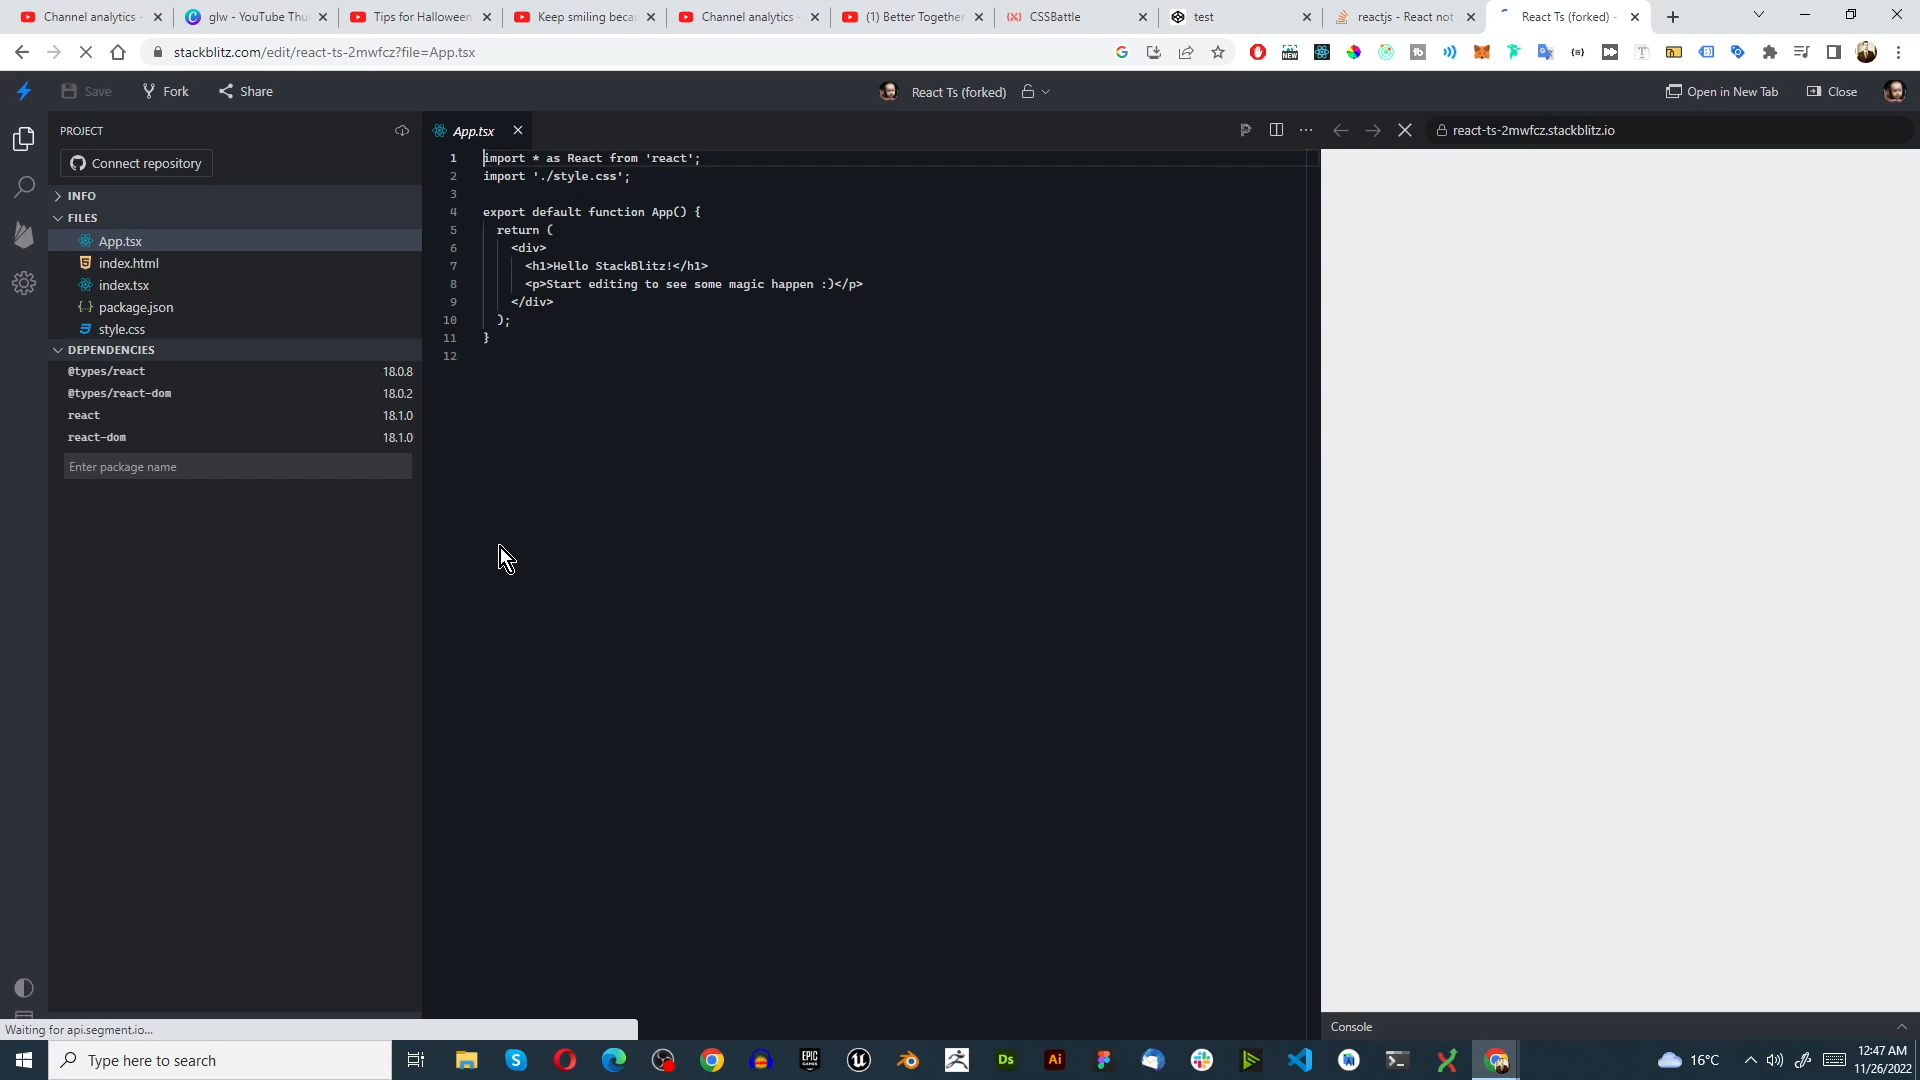 Channel analytics -
glw - YouTube Thu
Tips for Halloween
Keep smiling becau
Channel analytics -
(1) Better Together
CSSBattle
test
reactjs - React not
React Ts (forked) -
stackblitz.com/edit/react-ts-2mwfcz?file=App.tsx
Save
Fork
Share
React Ts (forked)
Open in New Tab
Close
PROJECT
Connect repository
INFO
FILES
App.tsx
index.html
index.tsx
package.json
style.css
DEPENDENCIES
@types/react 18.0.8
@types/react-dom 18.0.2
react 18.1.0
react-dom 18.1.0
Enter package name
App.tsx
1 import * as React from 'react';
2 import './style.css';
3
4 export default function App() {
5 return (
6 <div>
7 <h1>Hello StackBlitz!</h1>
8 <p>Start editing to see some magic happen :)</p>
9 </div>
10 );
11 }
12
react-ts-2mwfcz.stackblitz.io
Console
Waiting for api.segment.io...
Type here to search
EPIC GAMES
Ds
Ai
16°C
12:47 AM
11/26/2022